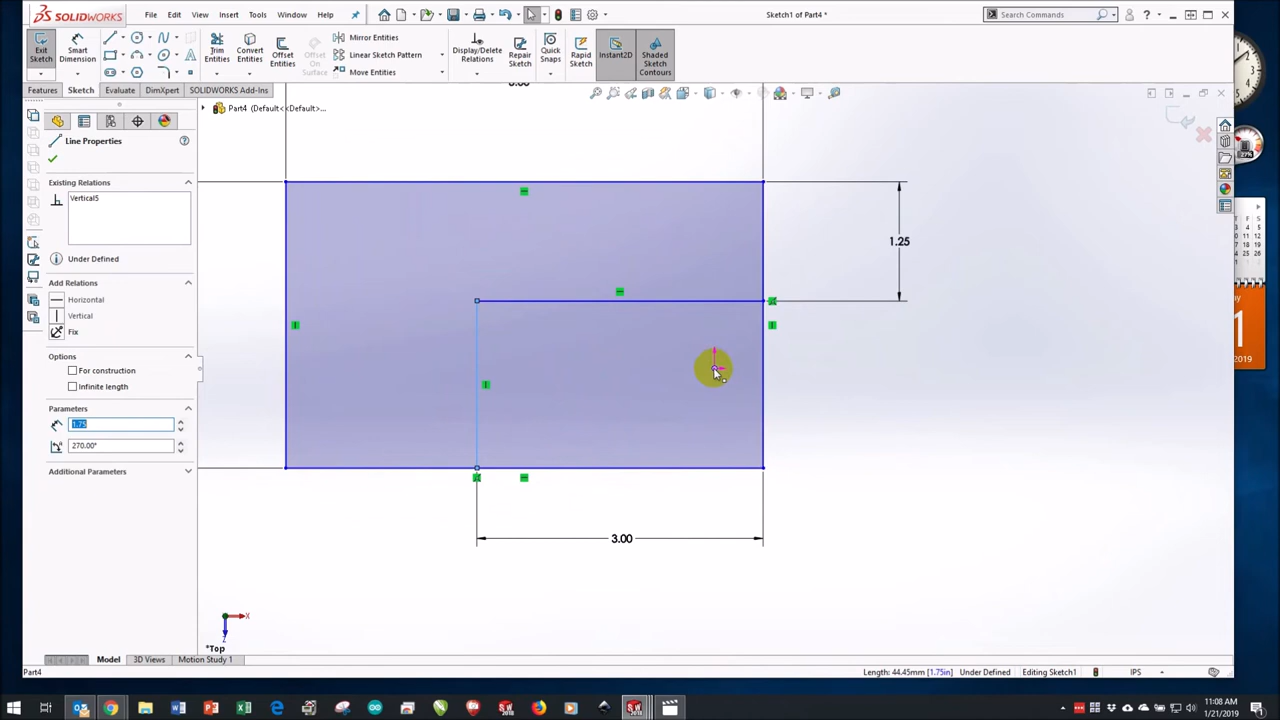 SOLIDWORKS
File Edit View Insert Tools Window Help
Sketch1 of Part4 *
Search Commands
Exit Sketch
Smart Dimension
Trim Entities
Convert Entities
Offset Entities
Offset On Surface
Mirror Entities
Linear Sketch Pattern
Move Entities
Display/Delete Relations
Repair Sketch
Quick Snaps
Rapid Sketch
Instant2D
Shaded Sketch Contours
Features Sketch Evaluate DimXpert SOLIDWORKS Add-Ins
Part4 (Default<<Default>...
Line Properties
Existing Relations
Vertical5
Under Defined
Add Relations
Horizontal
Vertical
Fix
Options
For construction
Infinite length
Parameters
1.75
270.00°
Additional Parameters
1.25
3.00
X
Z
*Top
Model 3D Views Motion Study 1
Part4
Length: 44.45mm [1.75in] Under Defined Editing Sketch1 IPS
11:08 AM
1/21/2019